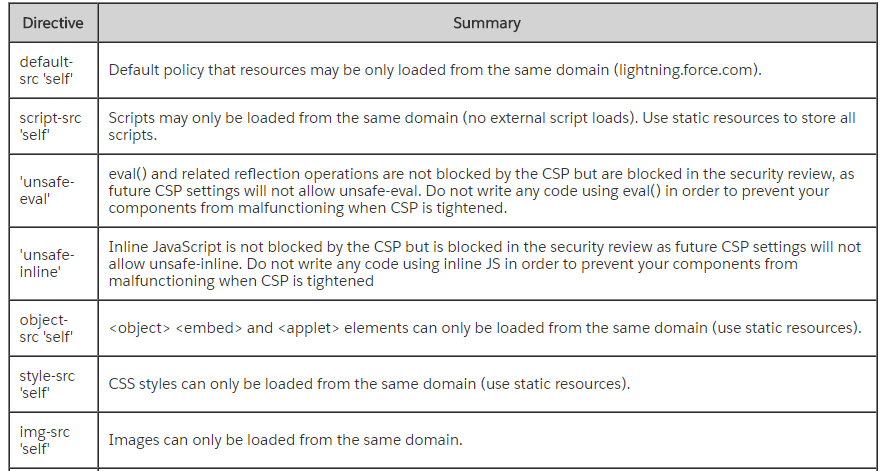 Directive Summary
default-
src 'self'
Default policy that resources may be only loaded from the same domain (lightning.force.com).
script-src
'self'
Scripts may only be loaded from the same domain (no external script loads). Use static resources to store all
scripts.
'unsafe-
eval'
eval() and related reflection operations are not blocked by the CSP but are blocked in the security review, as
future CSP settings will not allow unsafe-eval. Do not write any code using eval() in order to prevent your
components from malfunctioning when CSP is tightened.
'unsafe-
inline'
Inline JavaScript is not blocked by the CSP but is blocked in the security review as future CSP settings will not
allow unsafe-inline. Do not write any code using inline JS in order to prevent your components from
malfunctioning when CSP is tightened
object-
src 'self'
<object> <embed> and <applet> elements can only be loaded from the same domain (use static resources).
style-src
'self'
CSS styles can only be loaded from the same domain (use static resources).
img-src
'self'
Images can only be loaded from the same domain.